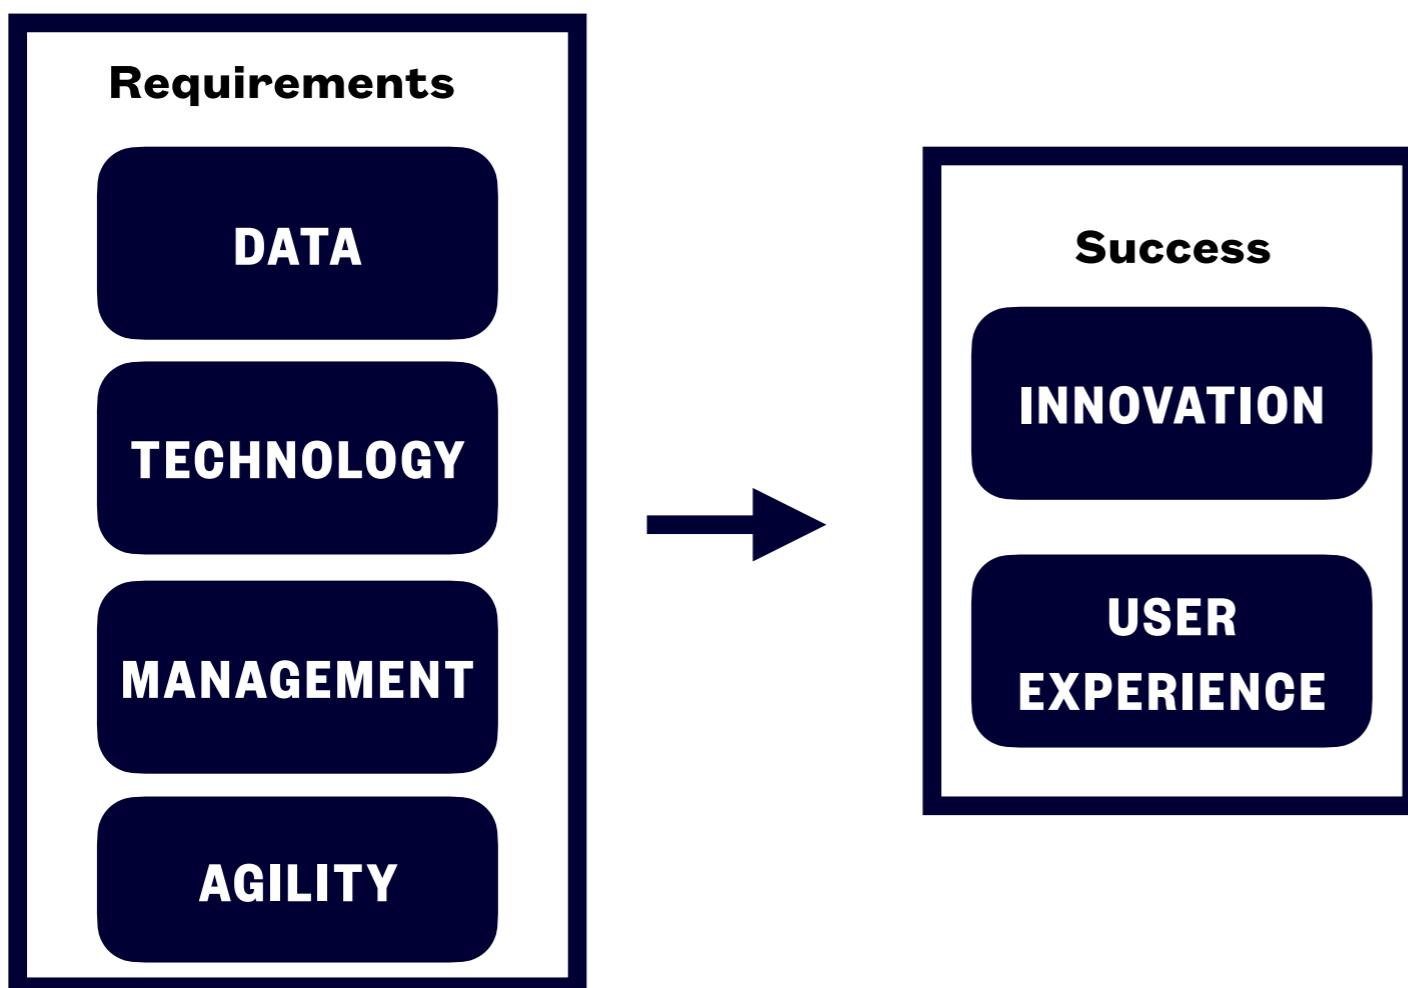 Requirements
DATA
TECHNOLOGY
MANAGEMENT
AGILITY
Success
INNOVATION
USER
EXPERIENCE